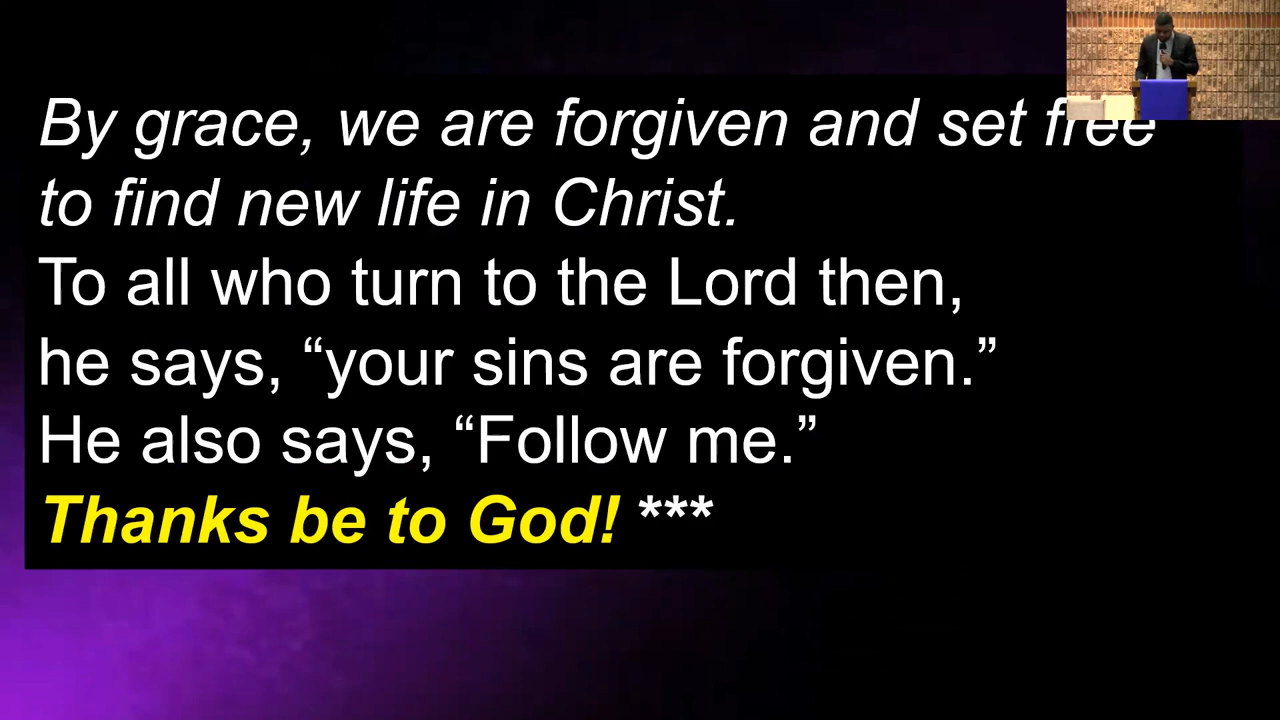 By grace, we are forgiven and set free
to find new life in Christ.
To all who turn to the Lord then,
he says, “your sins are forgiven.”
He also says, “Follow me.”
Thanks be to God! ***